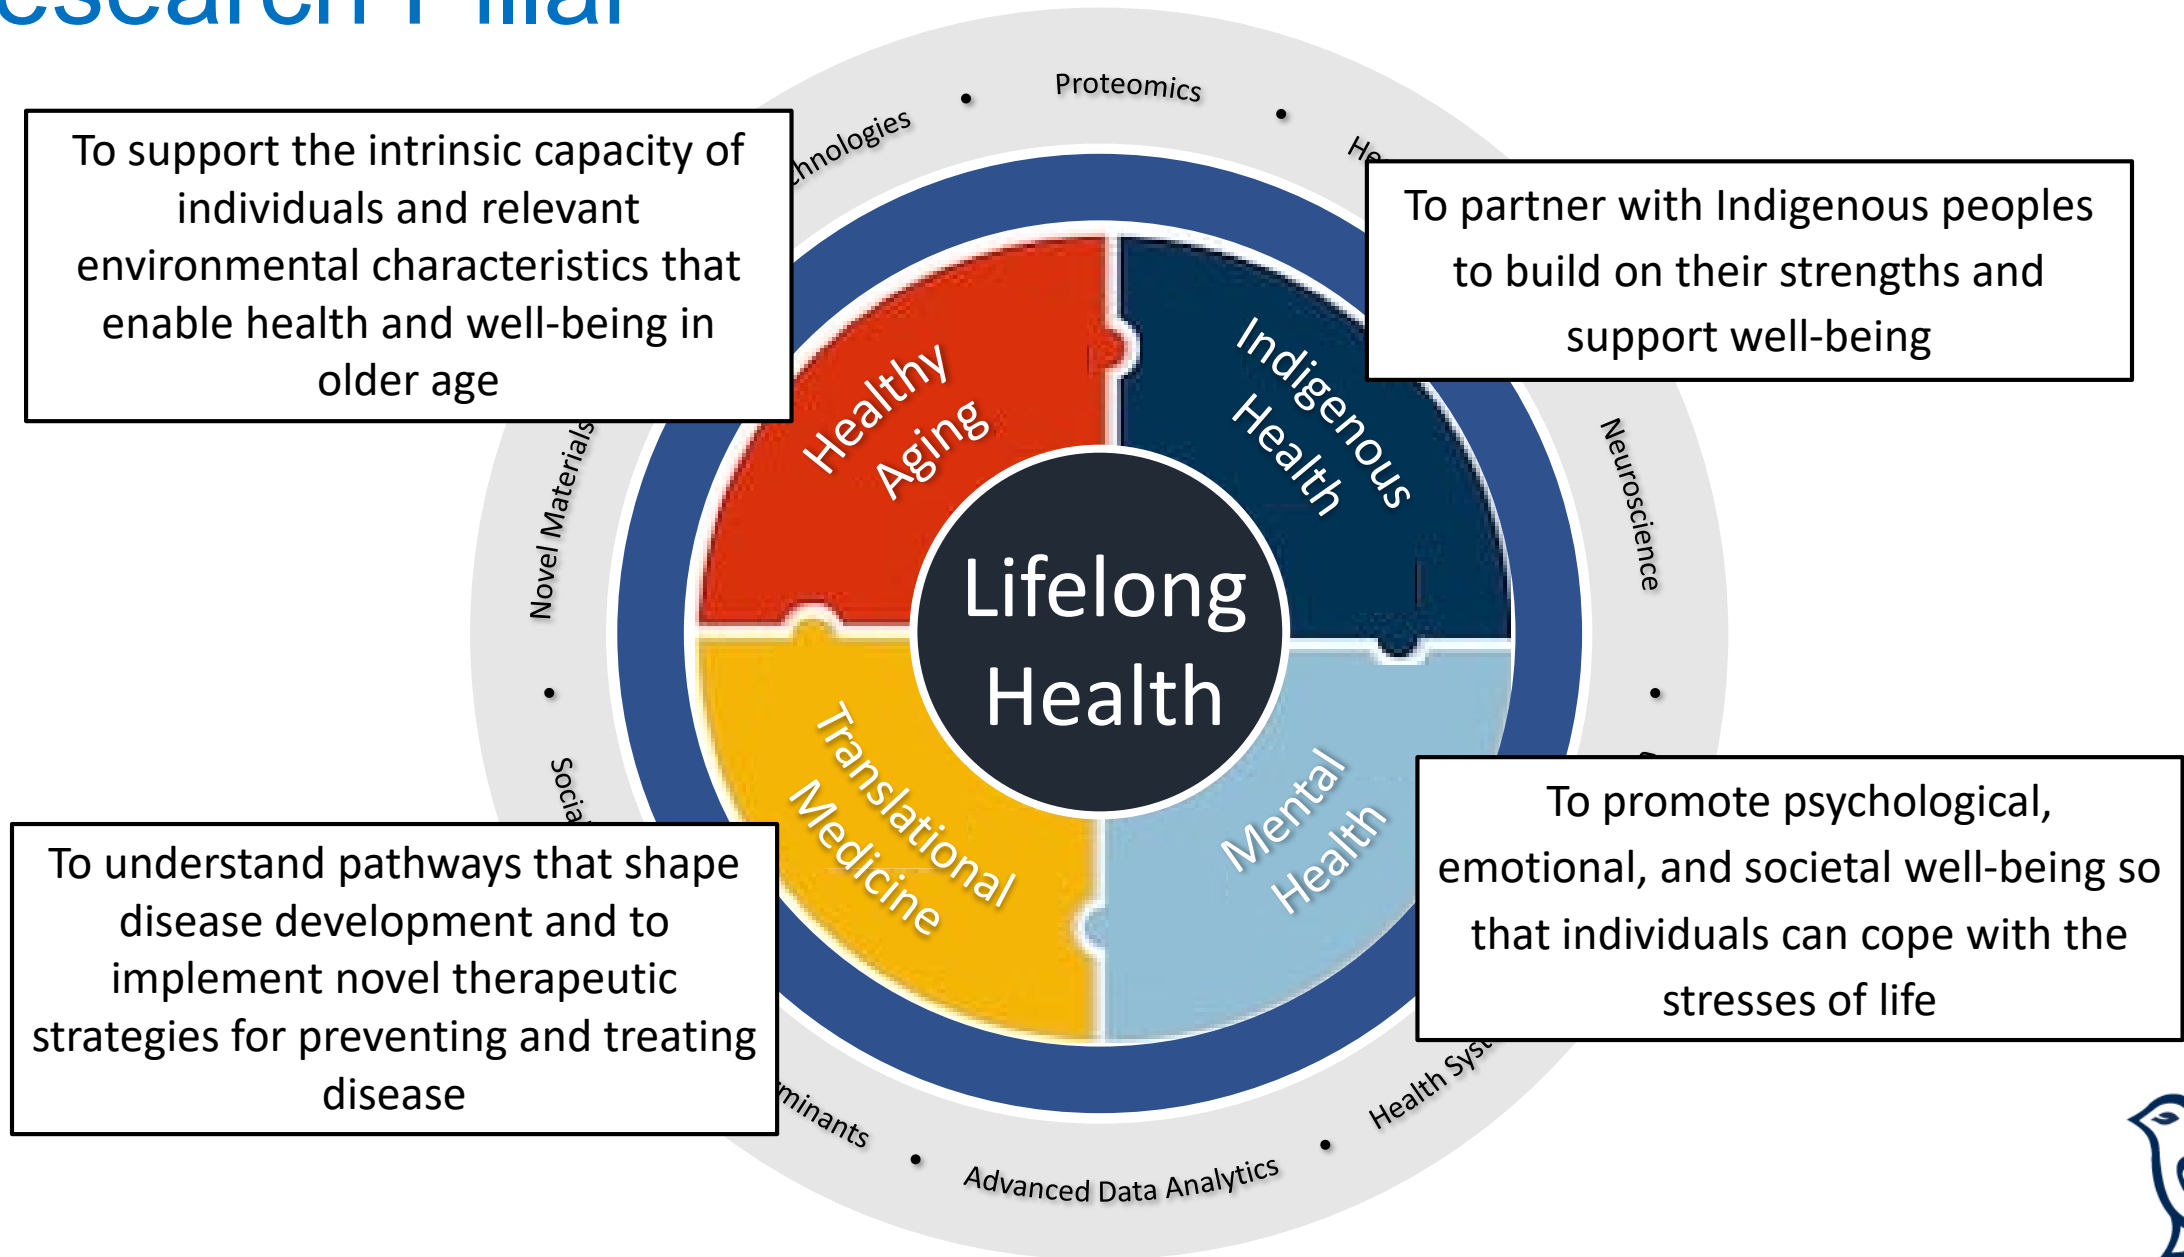 Proteomics
To support the intrinsic capacity of
individuals and relevant
environmental characteristics that
enable health and well-being in
older age
To partner with Indigenous peoples
to build on their strengths and
support well-being
Healthy
Aging
Indigenous
Health
Novel Materials
Neuroscience
Lifelong
Health
Translational
Medicine
Mental
Health
To understand pathways that shape
disease development and to
implement novel therapeutic
strategies for preventing and treating
disease
To promote psychological,
emotional, and societal well-being so
that individuals can cope with the
stresses of life
Health
Advanced Data Analytics